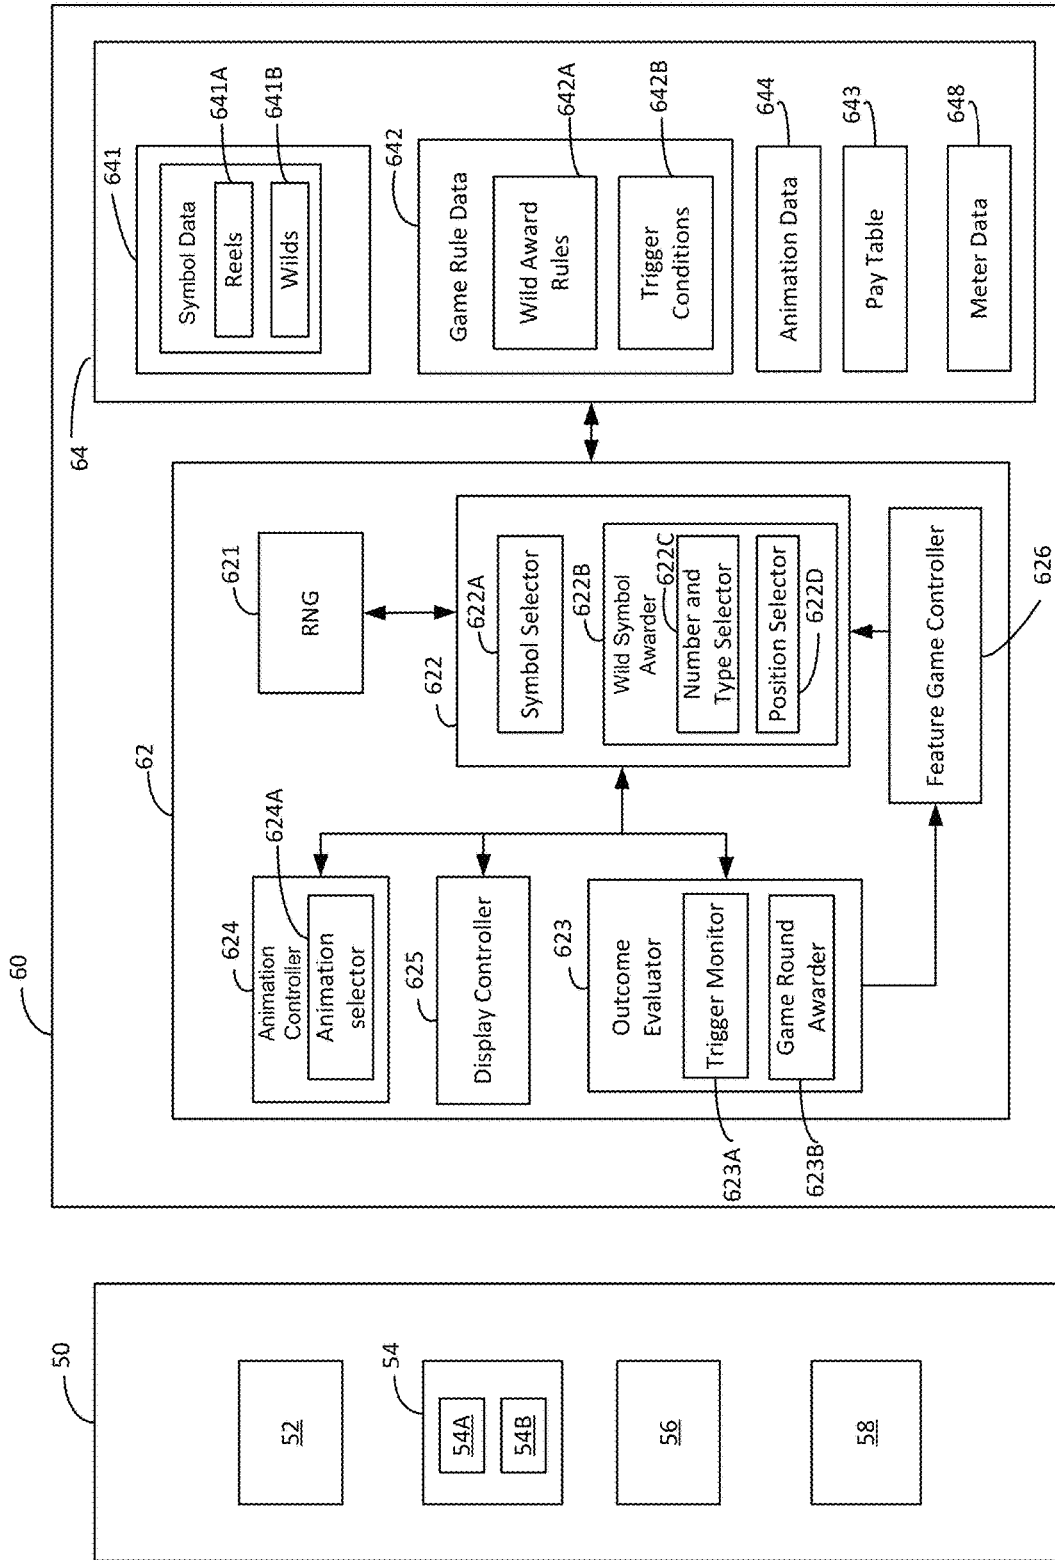 60
64
641
Symbol Data
Reels
641A
Wilds
641B
642
Game Rule Data
Wild Award
Rules
642A
Trigger
Conditions
642B
Animation Data
644
Pay Table
643
Meter Data
648
62
621
RNG
622
622A
Symbol Selector
622B
Wild Symbol
Awarder
622C
Number and
Type Selector
Position Selector
622D
624
Animation
Controller
624A
Animation
selector
625
Display Controller
623
Outcome
Evaluator
Trigger Monitor
623A
Game Round
Awarder
623B
Feature Game Controller
626
50
52
54
54A
54B
56
58